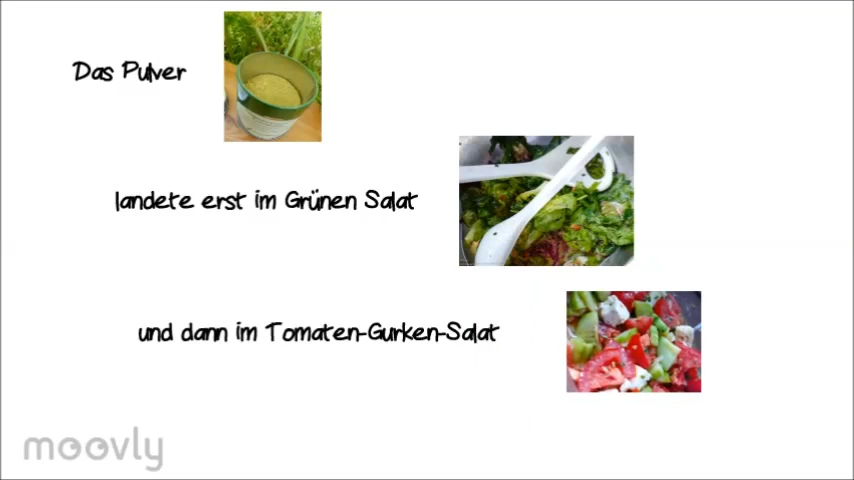 Das Pulver
landete erst im Grünen Salat
und dann im Tomaten-Gurken-Salat
moovly